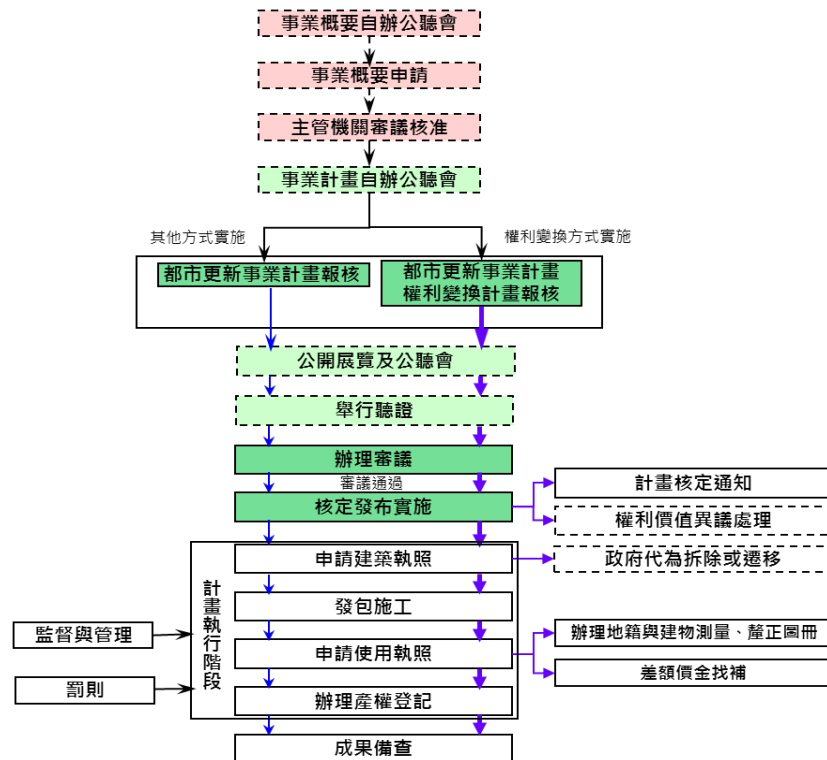 事業概要自辦公聽會
事業概要申請
主管機關審議核准
事業計畫自辦公聽會
其他方式實施
權利變換方式實施
都市更新事業計畫報核
都市更新事業計畫
權利變換計畫報核
公開展覽及公聽會
舉行聽證
辦理審議
審議通過
核定發布實施
計畫核定通知
權利價值異議處理
計畫執行階段
申請建築執照
政府代為拆除或遷移
發包施工
監督與管理
申請使用執照
辦理地籍與建物測量、釐正圖冊
差額價金找補
罰則
辦理產權登記
成果備查